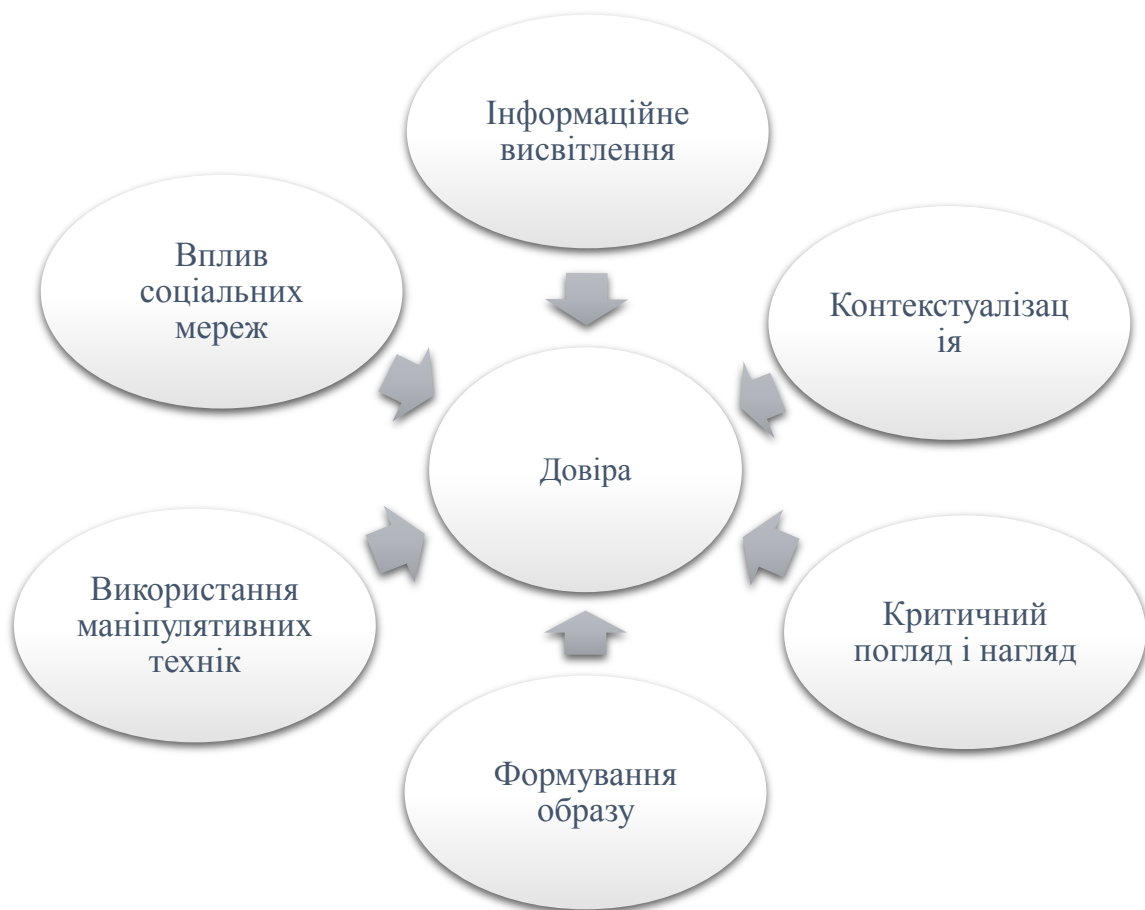 Інформаційне
висвітлення
Вплив
соціальних
мереж
Контекстуалізац
ія
Довіра
Використання
маніпулятивних
технік
Критичний
погляд і нагляд
Формування
образу